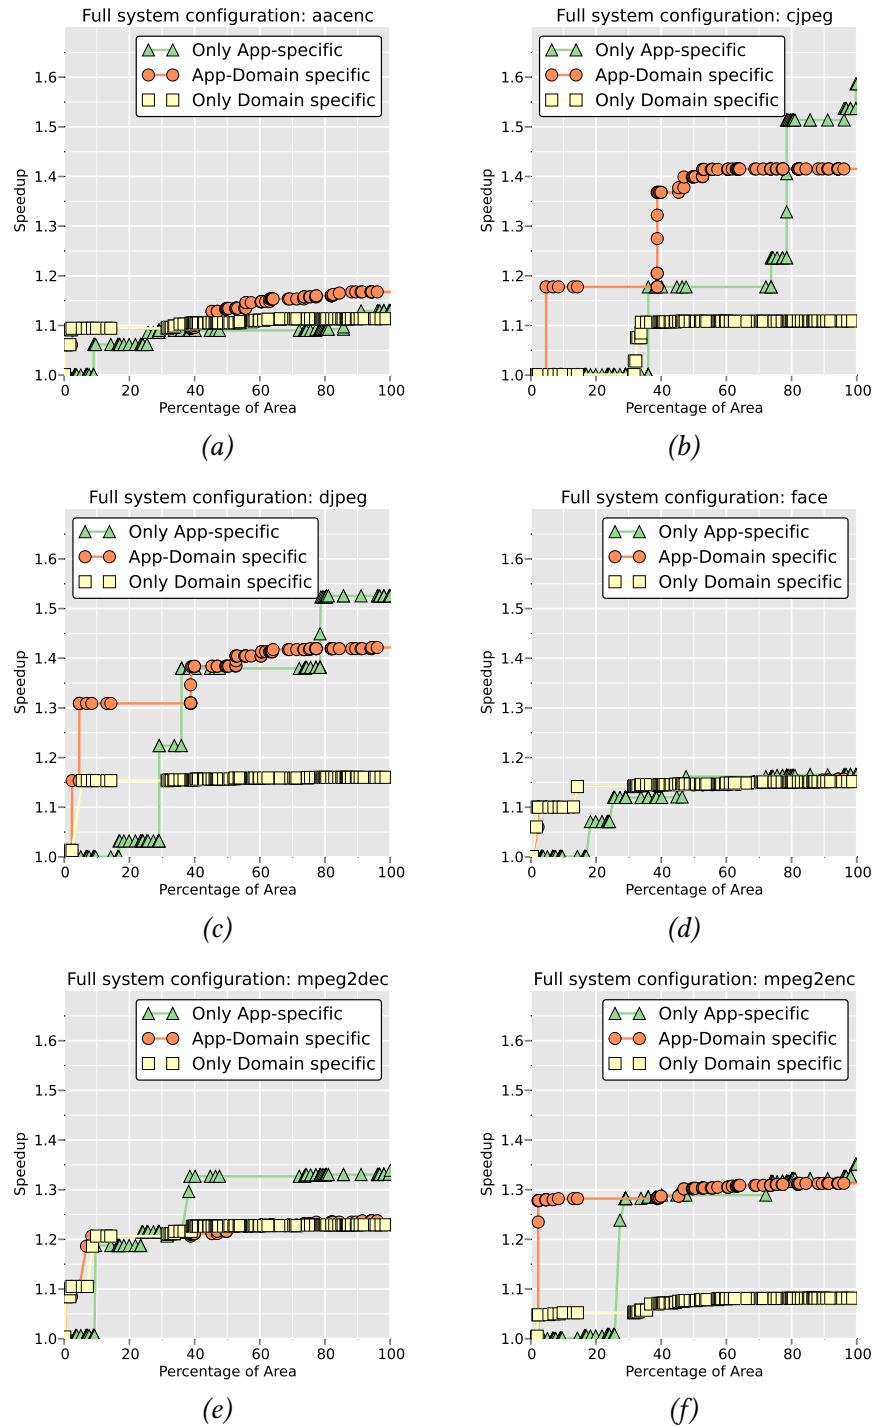 Full system configuration: aacenc
Only App-specific
App-Domain specific
Only Domain specific
Speedup
1.6
1.5
1.4
1.3
1.2
1.1
1.0
0 20 40 60 80 100
Percentage of Area
(a)
Full system configuration: cjpeg
Only App-specific
App-Domain specific
Only Domain specific
Speedup
1.6
1.5
1.4
1.3
1.2
1.1
1.0
0 20 40 60 80 100
Percentage of Area
(b)
Full system configuration: djpeg
Only App-specific
App-Domain specific
Only Domain specific
Speedup
1.6
1.5
1.4
1.3
1.2
1.1
1.0
0 20 40 60 80 100
Percentage of Area
(c)
Full system configuration: face
Only App-specific
App-Domain specific
Only Domain specific
Speedup
1.6
1.5
1.4
1.3
1.2
1.1
1.0
0 20 40 60 80 100
Percentage of Area
(d)
Full system configuration: mpeg2dec
Only App-specific
App-Domain specific
Only Domain specific
Speedup
1.6
1.5
1.4
1.3
1.2
1.1
1.0
0 20 40 60 80 100
Percentage of Area
(e)
Full system configuration: mpeg2enc
Only App-specific
App-Domain specific
Only Domain specific
Speedup
1.6
1.5
1.4
1.3
1.2
1.1
1.0
0 20 40 60 80 100
Percentage of Area
(f)